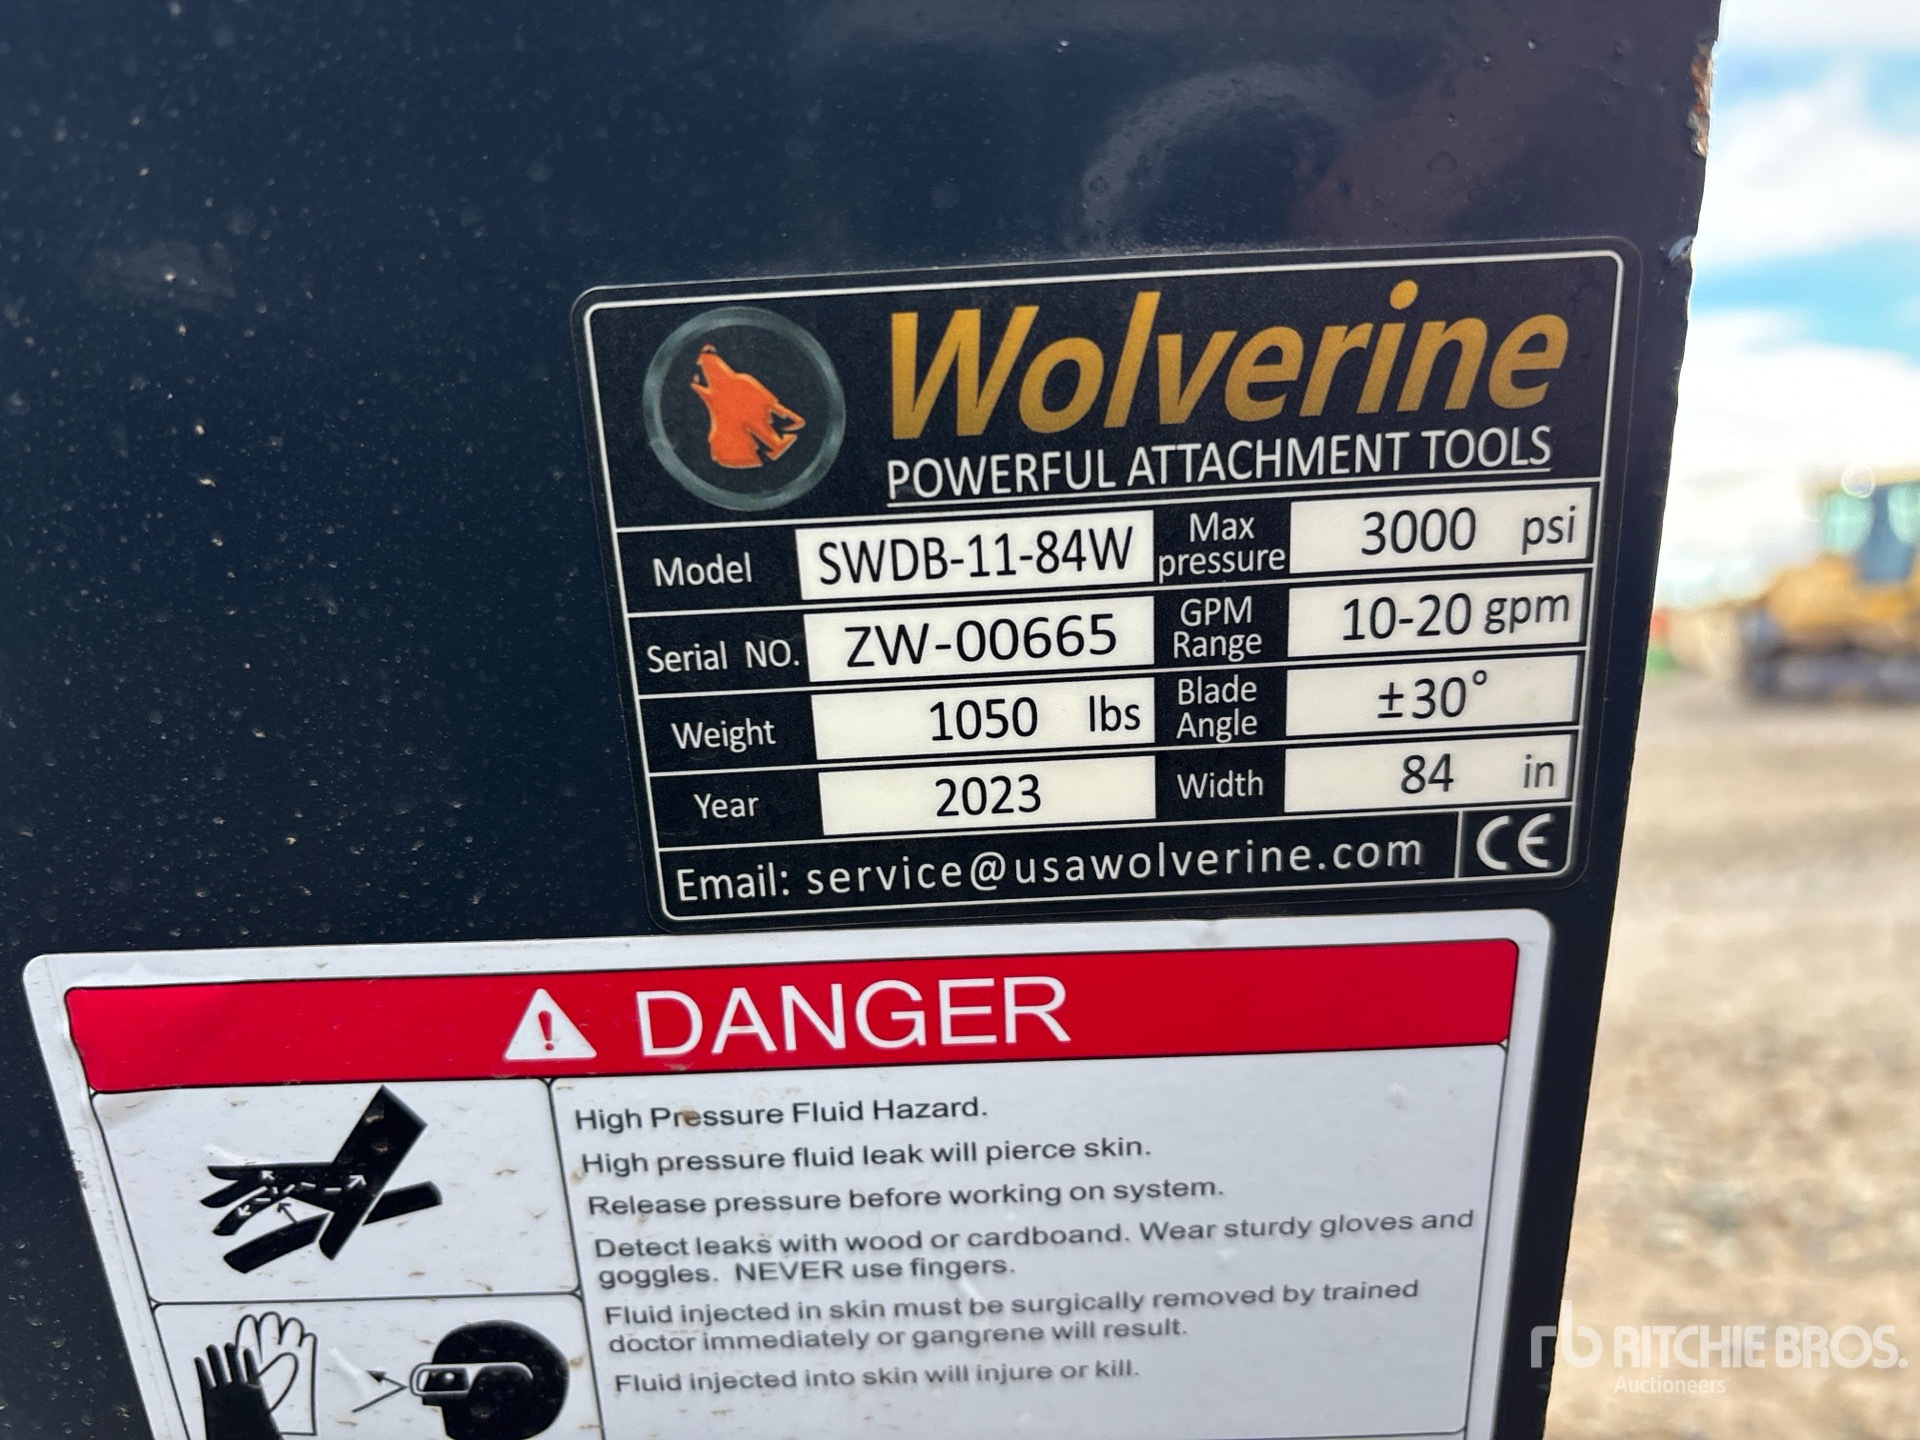 Wolverine
POWERFUL ATTACHMENT TOOLS
Model SWDB-11-84W Max pressure 3000 psi
Serial NO. ZW-00665 GPM Range 10-20 gpm
Weight 1050 lbs Blade Angle ±30°
Year 2023 Width 84 in
Email: service@usawolverine.com CE
DANGER
High Pressure Fluid Hazard.
High pressure fluid leak will pierce skin.
Release pressure before working on system.
Detect leaks with wood or cardboand. Wear sturdy gloves and
goggles. NEVER use fingers.
Fluid injected in skin must be surgically removed by trained
doctor immediately or gangrene will result.
Fluid injected into skin will injure or kill.
rb RITCHIE BROS.
Auctioneers